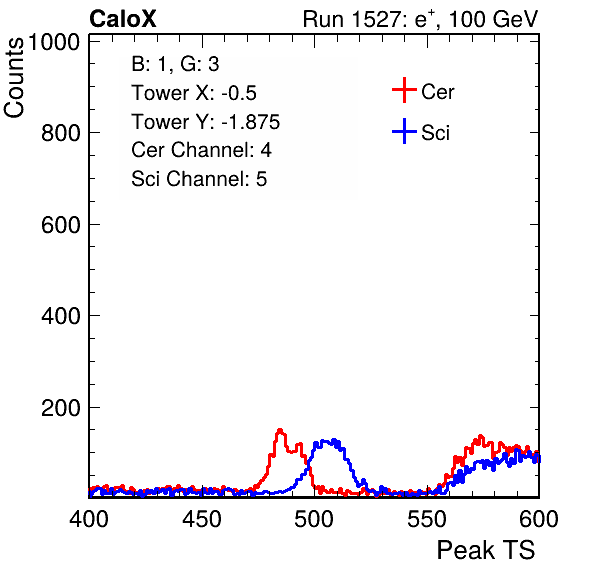 CaloX Run 1527: e⁺, 100 GeV
Counts
1000
800
600
400
200
B: 1, G: 3
Tower X: -0.5
Tower Y: -1.875
Cer Channel: 4
Sci Channel: 5
Cer
Sci
400 450 500 550 600
Peak TS